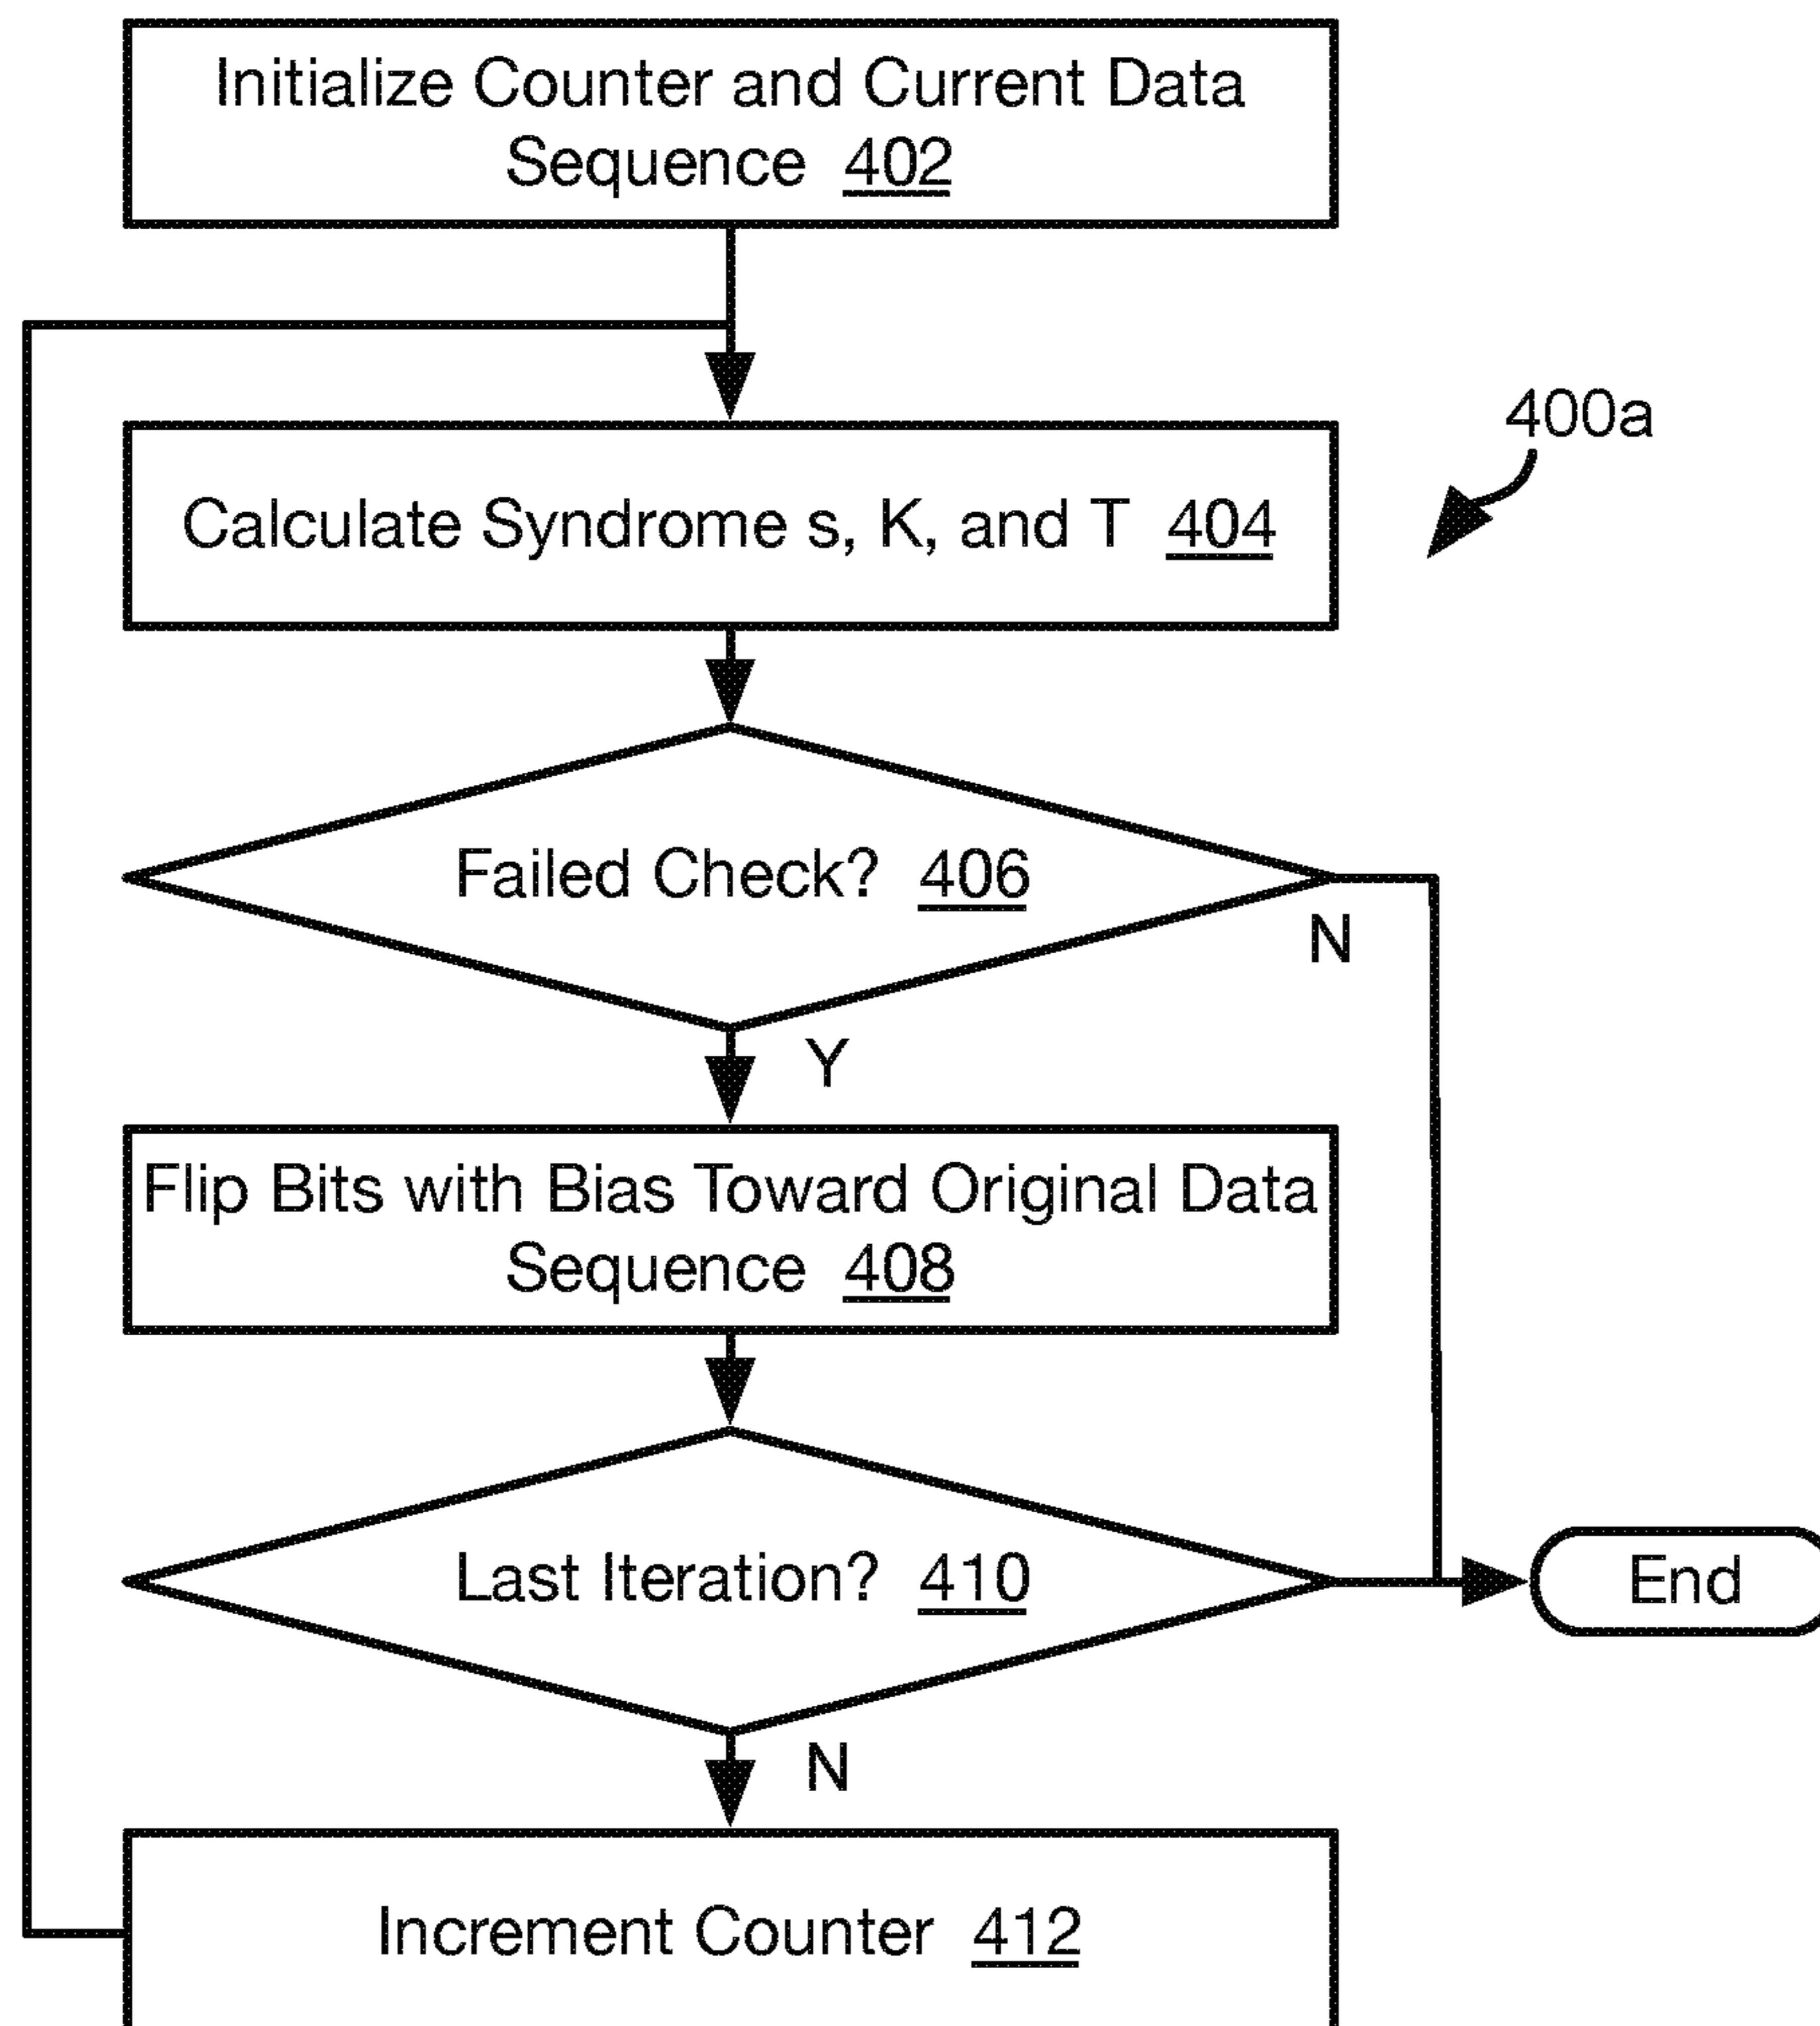 Initialize Counter and Current Data
Sequence 402
400a
Calculate Syndrome s, K, and T 404
Failed Check? 406
N
Y
Flip Bits with Bias Toward Original Data
Sequence 408
Last Iteration? 410
End
N
Increment Counter 412